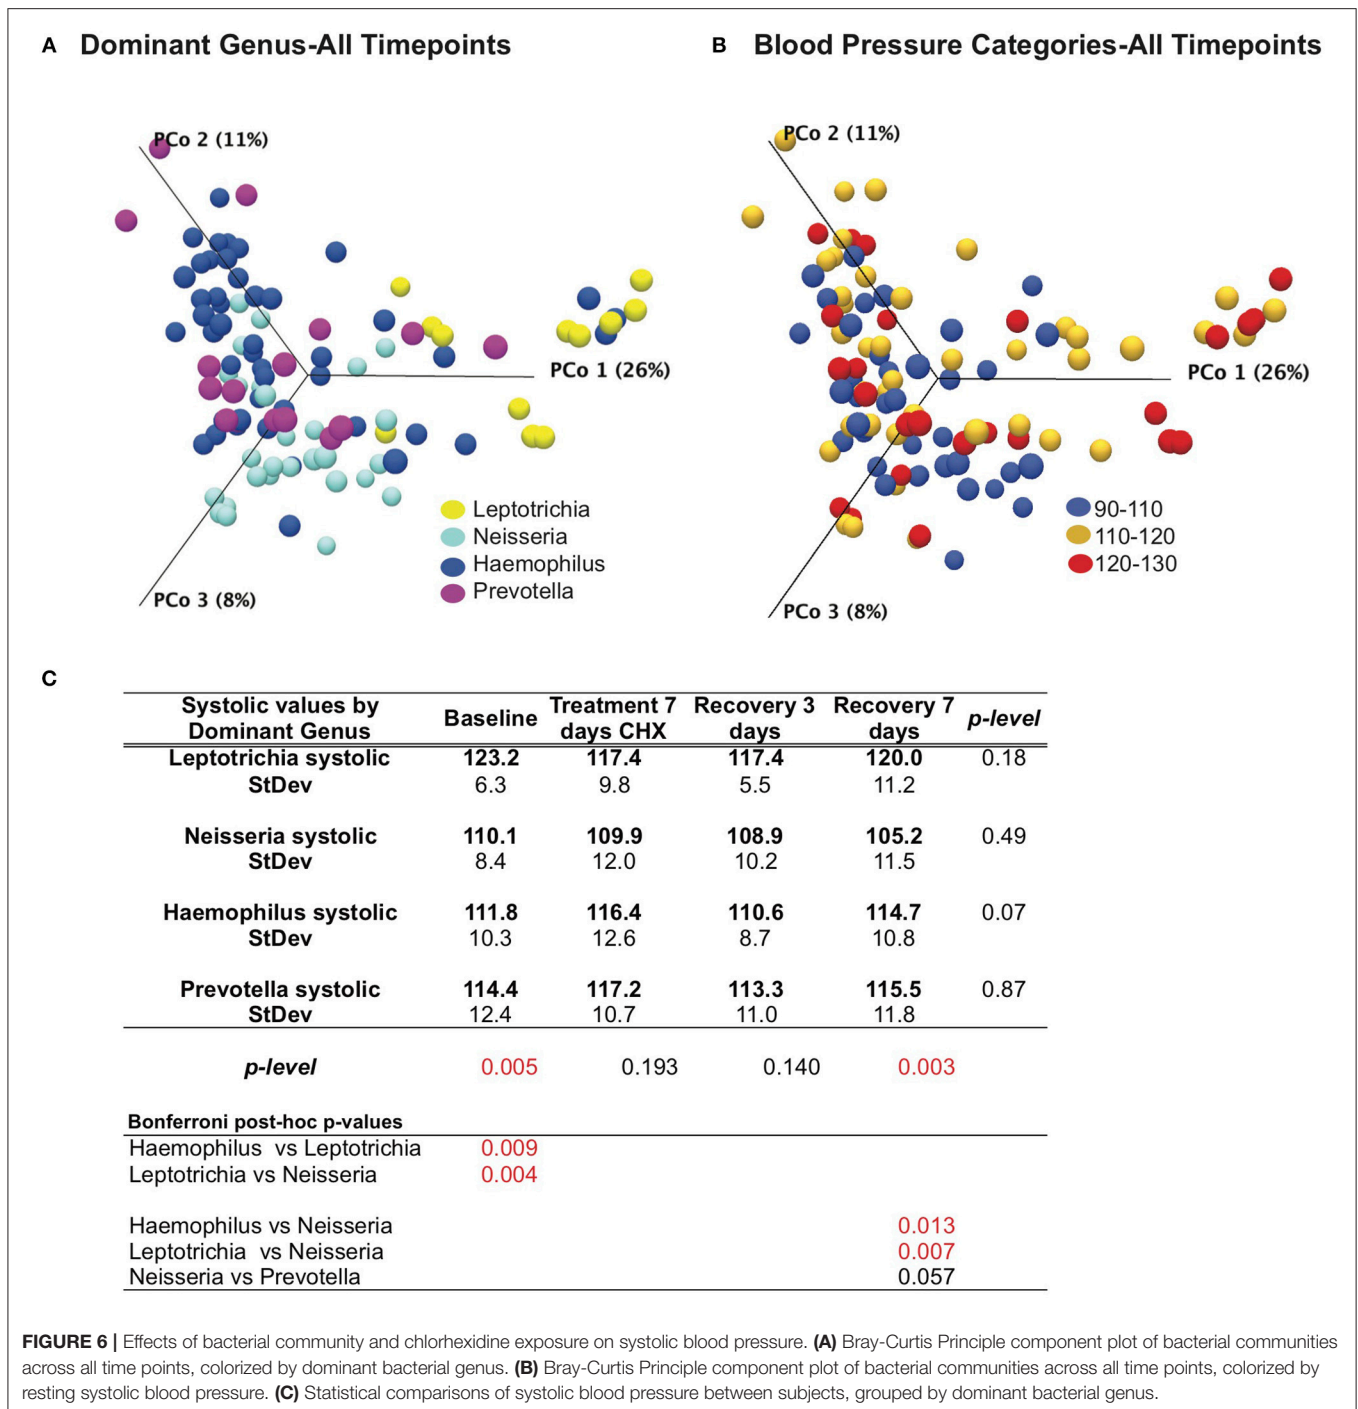 A Dominant Genus-All Timepoints
PCo 2 (11%)
PCo 1 (26%)
Leptotrichia
Neisseria
Haemophilus
Prevotella
PCo 3 (8%)
B Blood Pressure Categories-All Timepoints
PCo 2 (11%)
PCo 1 (26%)
90-110
110-120
120-130
PCo 3 (8%)
C
Systolic values by Dominant Genus Baseline Treatment 7 days CHX Recovery 3 days Recovery 7 days p-level
Leptotrichia systolic 123.2 117.4 117.4 120.0 0.18
StDev 6.3 9.8 5.5 11.2
Neisseria systolic 110.1 109.9 108.9 105.2 0.49
StDev 8.4 12.0 10.2 11.5
Haemophilus systolic 111.8 116.4 110.6 114.7 0.07
StDev 10.3 12.6 8.7 10.8
Prevotella systolic 114.4 117.2 113.3 115.5 0.87
StDev 12.4 10.7 11.0 11.8
p-level 0.005 0.193 0.140 0.003
Bonferroni post-hoc p-values
Haemophilus vs Leptotrichia 0.009
Leptotrichia vs Neisseria 0.004
Haemophilus vs Neisseria 0.013
Leptotrichia vs Neisseria 0.007
Neisseria vs Prevotella 0.057
FIGURE 6 | Effects of bacterial community and chlorhexidine exposure on systolic blood pressure. (A) Bray-Curtis Principle component plot of bacterial communities
across all time points, colorized by dominant bacterial genus. (B) Bray-Curtis Principle component plot of bacterial communities across all time points, colorized by
resting systolic blood pressure. (C) Statistical comparisons of systolic blood pressure between subjects, grouped by dominant bacterial genus.